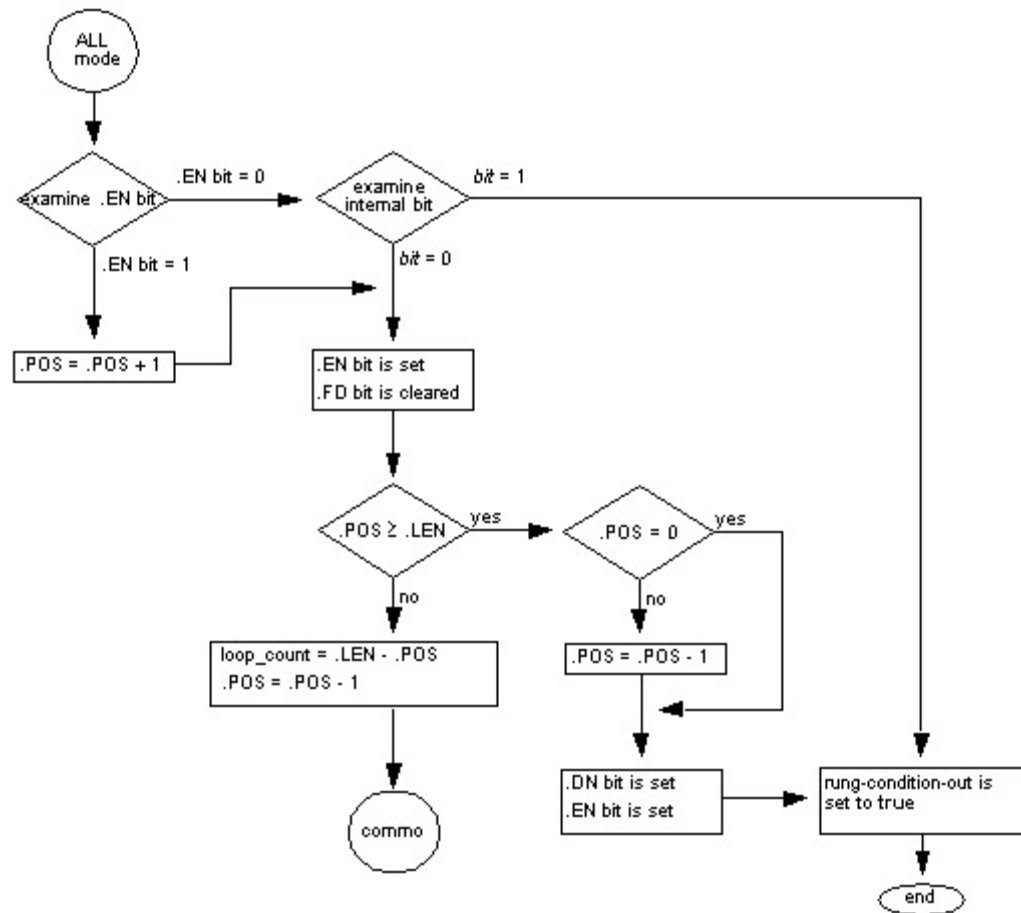 ALL
mode
examine .EN bit
.EN bit = 0
examine
internal bit
bit = 1
.EN bit = 1
bit = 0
.POS = .POS + 1
.EN bit is set
.FD bit is cleared
.POS ≥ .LEN
yes
.POS = 0
yes
no
no
loop_count = .LEN - .POS
.POS = .POS - 1
.POS = .POS - 1
.DN bit is set
.EN bit is set
rung-condition-out is
set to true
commo
end